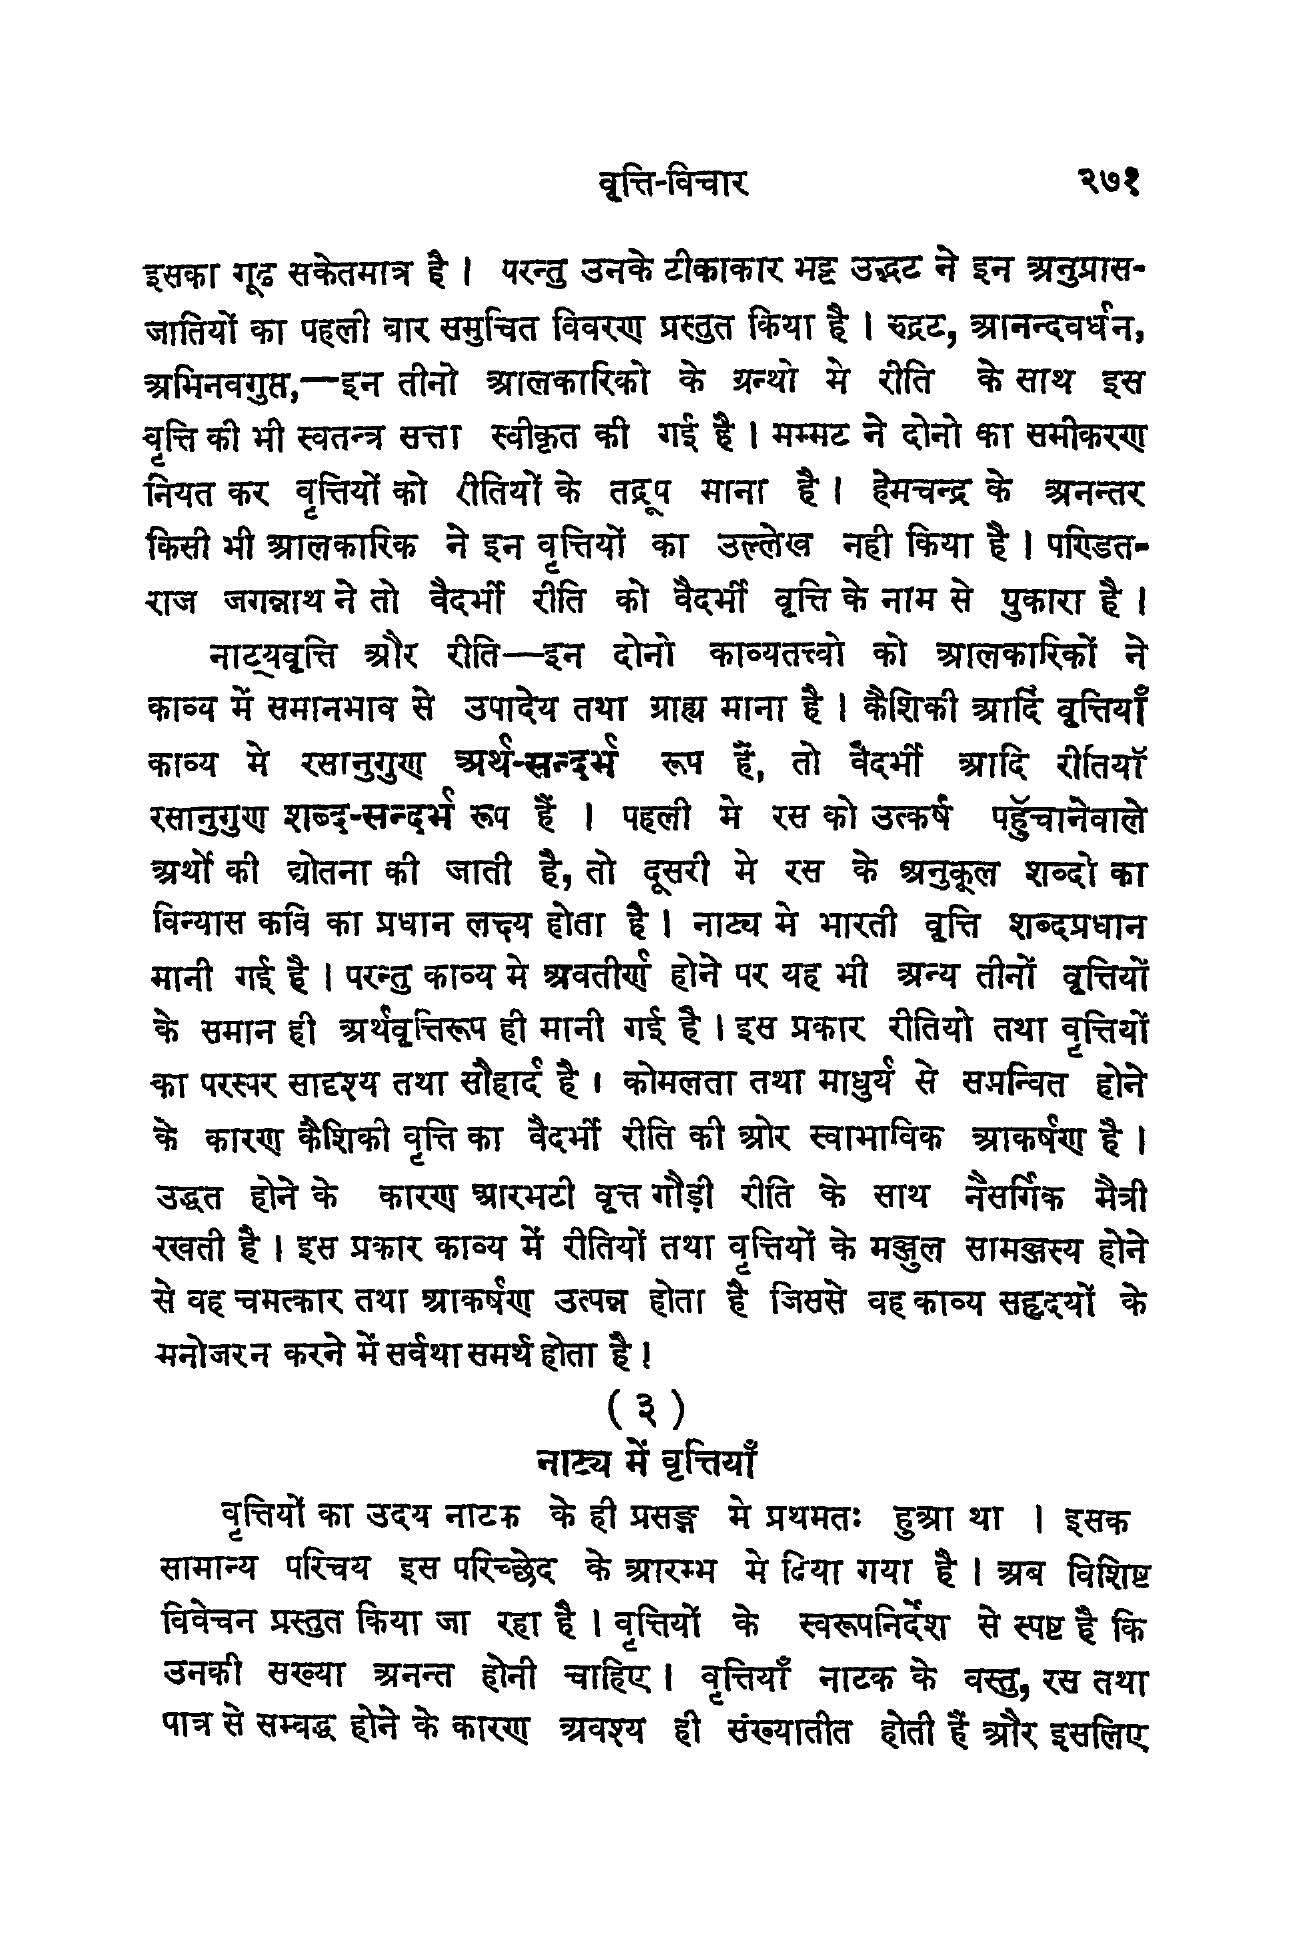 वृत्ति-विचार २७१
इसका गूढ सकेतमात्र है । परन्तु उनके टीकाकार भट्ट उद्भट ने इन अनुप्रास-
जातियों का पहली बार समुचित विवरण प्रस्तुत किया है । रुद्रट, आनन्दवर्धन,
अभिनवगुप्त,—इन तीनो आलकारिको के ग्रन्थो मे रीति के साथ इस
वृत्ति की भी स्वतन्त्र सत्ता स्वीकृत की गई है । मम्मट ने दोनो का समीकरण
नियत कर वृत्तियों को रीतियों के तद्रूप माना है । हेमचन्द्र के अनन्तर
किसी भी आलकारिक ने इन वृत्तियों का उल्लेख नही किया है । पण्डित-
राज जगन्नाथ ने तो वैदर्भी रीति को वैदर्भी वृत्ति के नाम से पुकारा है ।
नाट्यवृत्ति और रीति—इन दोनो काव्यतत्त्वो को आलकारिकों ने
काव्य में समानभाव से उपादेय तथा ग्राह्य माना है । कैशिकी आदि वृत्तियाँ
काव्य मे रसानुगुण अर्थ-सन्दर्भ रूप हैं, तो वैदर्भी आदि रीतियॉ
रसानुगुण शब्द-सन्दर्भ रूप हैं । पहली मे रस को उत्कर्ष पहुॅचानेवाले
अर्थो की द्योतना की जाती है, तो दूसरी मे रस के अनुकूल शब्दो का
विन्यास कवि का प्रधान लक्ष्य होता है । नाट्य मे भारती वृत्ति शब्दप्रधान
मानी गई है । परन्तु काव्य मे अवतीर्ण होने पर यह भी अन्य तीनों वृत्तियों
के समान ही अर्थवृत्तिरूप ही मानी गई है । इस प्रकार रीतियो तथा वृत्तियों
का परस्पर सादृश्य तथा सौहार्द है । कोमलता तथा माधुर्य से समन्वित होने
के कारण कैशिकी वृत्ति का वैदर्भी रीति की ओर स्वाभाविक आकर्षण है ।
उद्धत होने के कारण आरभटी वृत्त गौड़ी रीति के साथ नैसर्गिक मैत्री
रखती है । इस प्रकार काव्य में रीतियों तथा वृत्तियों के मञ्जुल सामञ्जस्य होने
से वह चमत्कार तथा आकर्षण उत्पन्न होता है जिससे वह काव्य सहृदयों के
मनोजरन करने में सर्वथा समर्थ होता है ।
( ३ )
नाट्य में वृत्तियाँ
वृत्तियों का उदय नाटक के ही प्रसङ्ग मे प्रथमतः हुआ था । इसक
सामान्य परिचय इस परिच्छेद के आरम्भ मे दिया गया है । अब विशिष्ट
विवेचन प्रस्तुत किया जा रहा है । वृत्तियों के स्वरूपनिर्देश से स्पष्ट है कि
उनकी सख्या अनन्त होनी चाहिए । वृत्तियाँ नाटक के वस्तु, रस तथा
पात्र से सम्बद्ध होने के कारण अवश्य ही संख्यातीत होती हैं और इसलिए